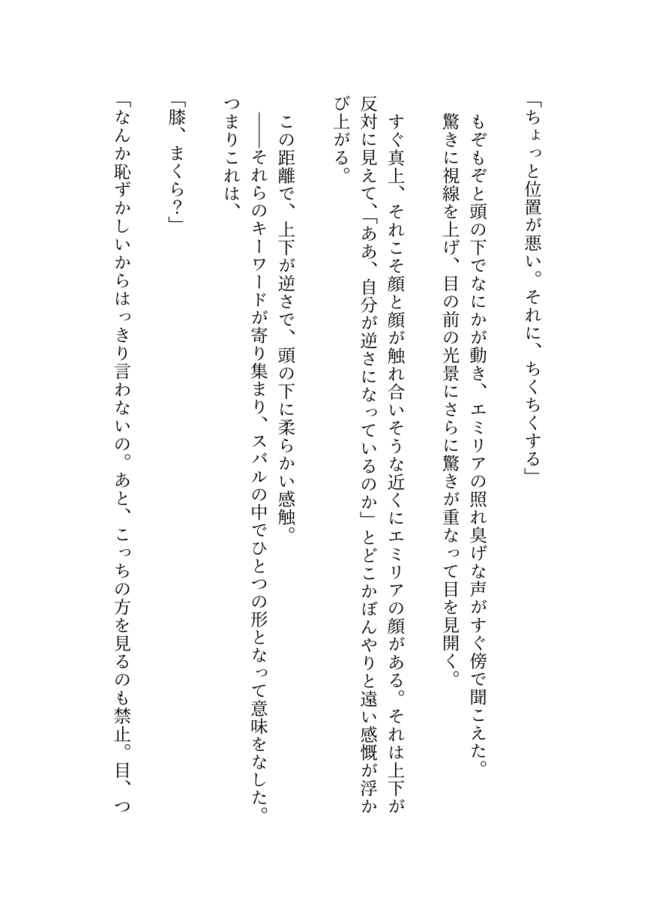 「ちょっと位置が悪い。それに、ちくちくする」
もぞもぞと頭の下でなにかが動き、エミリアの照れ臭げな声がすぐ傍で聞こえた。
驚きに視線を上げ、目の前の光景にさらに驚きが重なって目を見開く。
すぐ真上、それこそ顔と顔が触れ合いそうな近くにエミリアの顔がある。それは上下が
反対に見えて、「ああ、自分が逆さになっているのか」とどこかぼんやりと遠い感慨が浮か
び上がる。
この距離で、上下が逆さで、頭の下に柔らかい感触。
――それらのキーワードが寄り集まり、スバルの中でひとつの形となって意味をなした。
つまりこれは、
「膝、まくら?」
「なんか恥ずかしいからはっきり言わないの。あと、こっちの方を見るのも禁止。目、つ